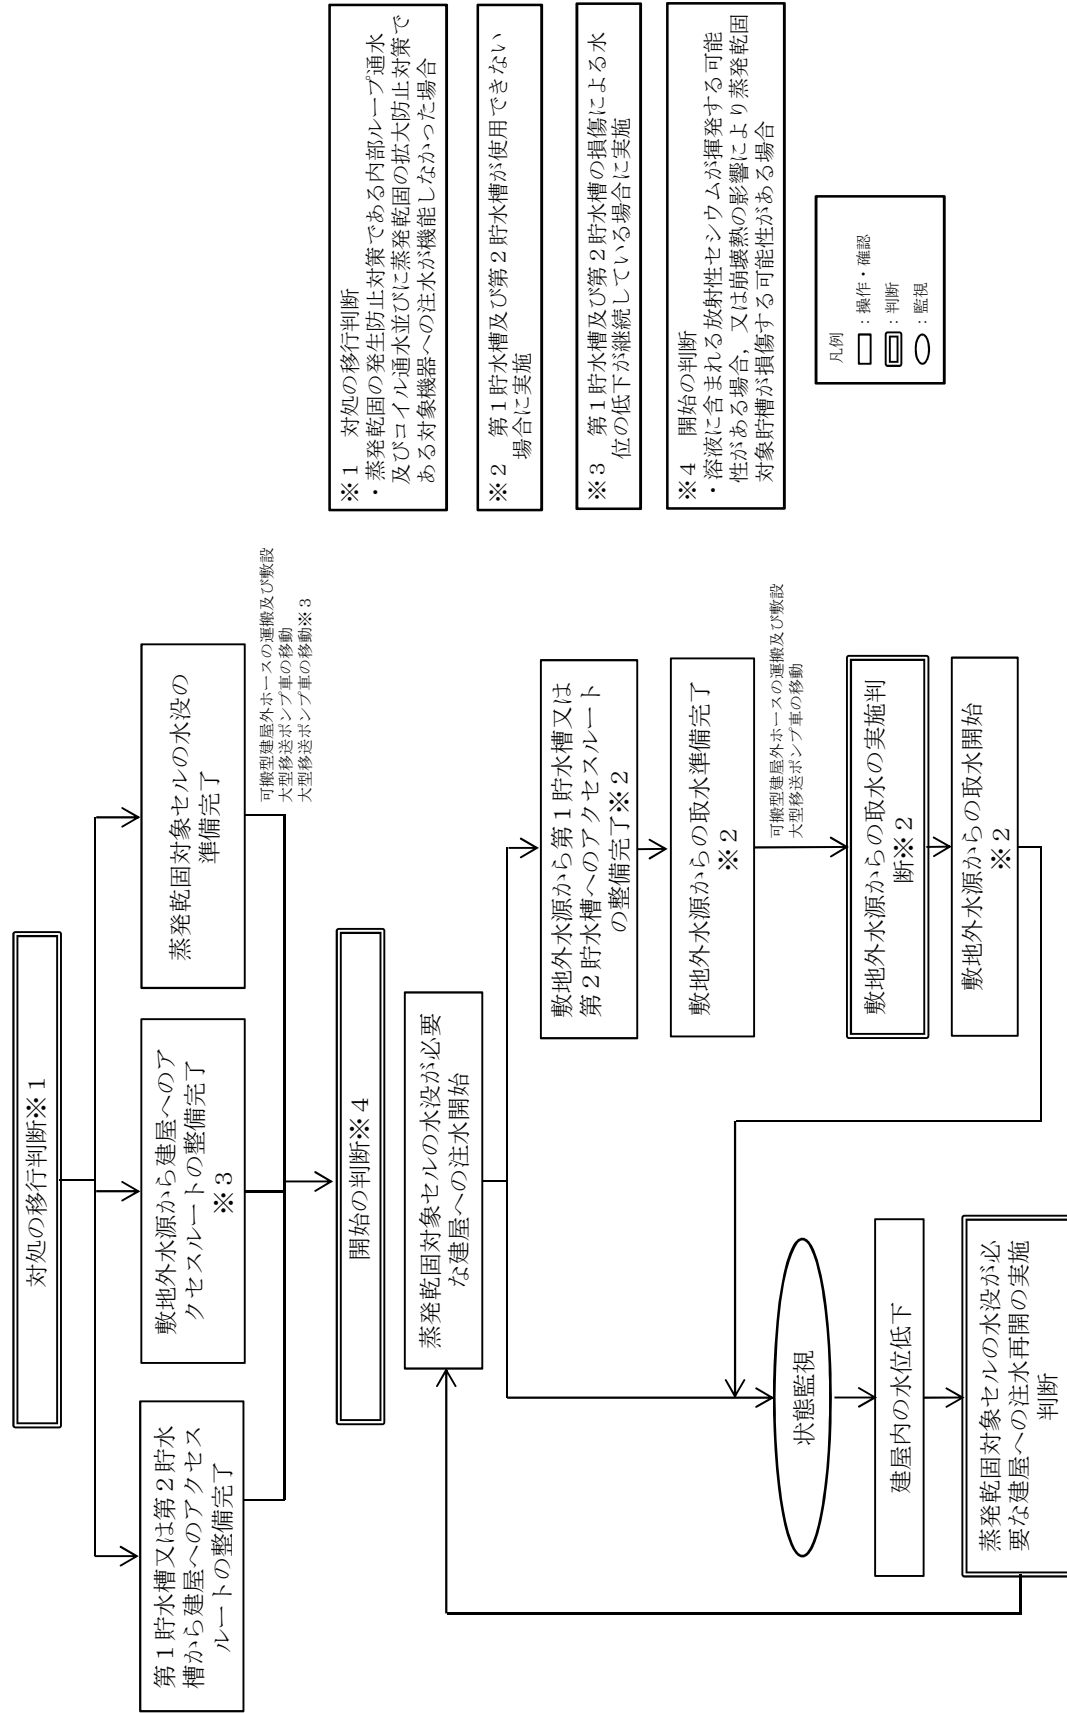 対処の移行判断※１
第１貯水槽又は第２貯水
槽から建屋へのアクセス
ルートの整備完了
敷地外水源から建屋へのア
クセスルートの整備完了
※３
蒸発乾固対象セルの水没の
準備完了
可搬型建屋外ホースの運搬及び敷設
大型移送ポンプ車の移動
大型移送ポンプ車の移動※３
開始の判断※４
蒸発乾固対象セルの水没が必要
な建屋への注水開始
敷地外水源から第１貯水槽又は
第２貯水槽へのアクセスルート
の整備完了※２
敷地外水源からの取水準備完了
※２
可搬型建屋外ホースの運搬及び敷設
大型移送ポンプ車の移動
敷地外水源からの取水の実施判
断※２
敷地外水源からの取水開始
※２
状態監視
建屋内の水位低下
蒸発乾固対象セルの水没が必
要な建屋への注水再開の実施
判断
※１　対処の移行判断
・蒸発乾固の発生防止対策である内部ループ通水
及びコイル通水並びに蒸発乾固の拡大防止対策で
ある対象機器への注水が機能しなかった場合
※２　第１貯水槽及び第２貯水槽が使用できない
場合に実施
※３　第１貯水槽及び第２貯水槽の損傷による水
位の低下が継続している場合に実施
※４　開始の判断
・溶液に含まれる放射性セシウムが揮発する可能
性がある場合，又は崩壊熱の影響により蒸発乾固
対象貯槽が損傷する可能性がある場合
凡例
：操作・確認
：判断
：監視